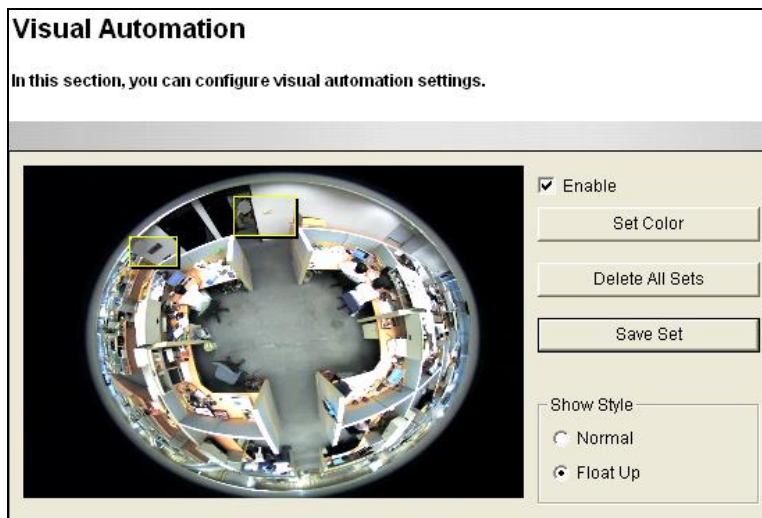 Visual Automation
In this section, you can configure visual automation settings.
Enable
Set Color
Delete All Sets
Save Set
Show Style
Normal
Float Up